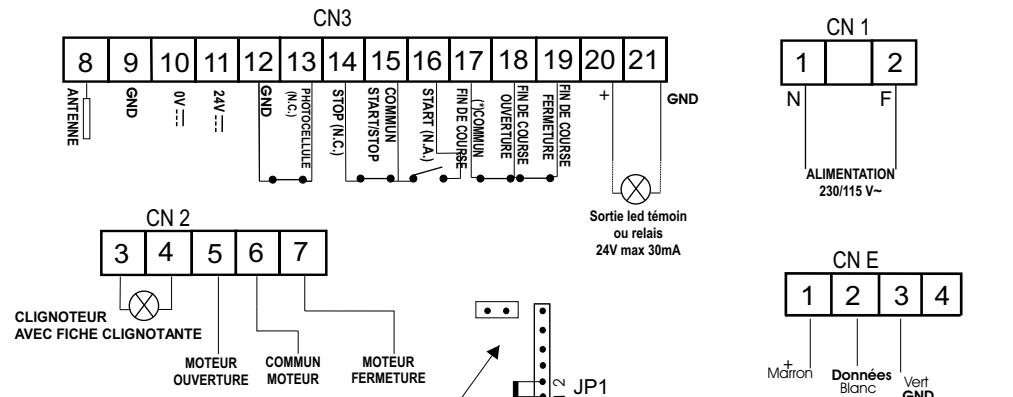 CN3
8 9 10 11 12 13 14 15 16 17 18 19 20 21
ANTENNE
GND
0V
24V
GND
PHOTOCELLULE
(N.C.)
STOP (N.C.)
COMMUN
START/STOP
START (N.A.)
(*)COMMUN
FIN DE COURSE
FIN DE COURSE
OUVERTURE
FIN DE COURSE
FERMETURE
+
GND
Sortie led témoin
ou relais
24V max 30mA
CN 1
1 2
N F
ALIMENTATION
230/115 V~
CN 2
3 4 5 6 7
CLIGNOTEUR
AVEC FICHE CLIGNOTANTE
MOTEUR
OUVERTURE
COMMUN
MOTEUR
MOTEUR
FERMETURE
2
JP1
CN E
1 2 3 4
+
Marron
Données
Blanc
Vert
GND